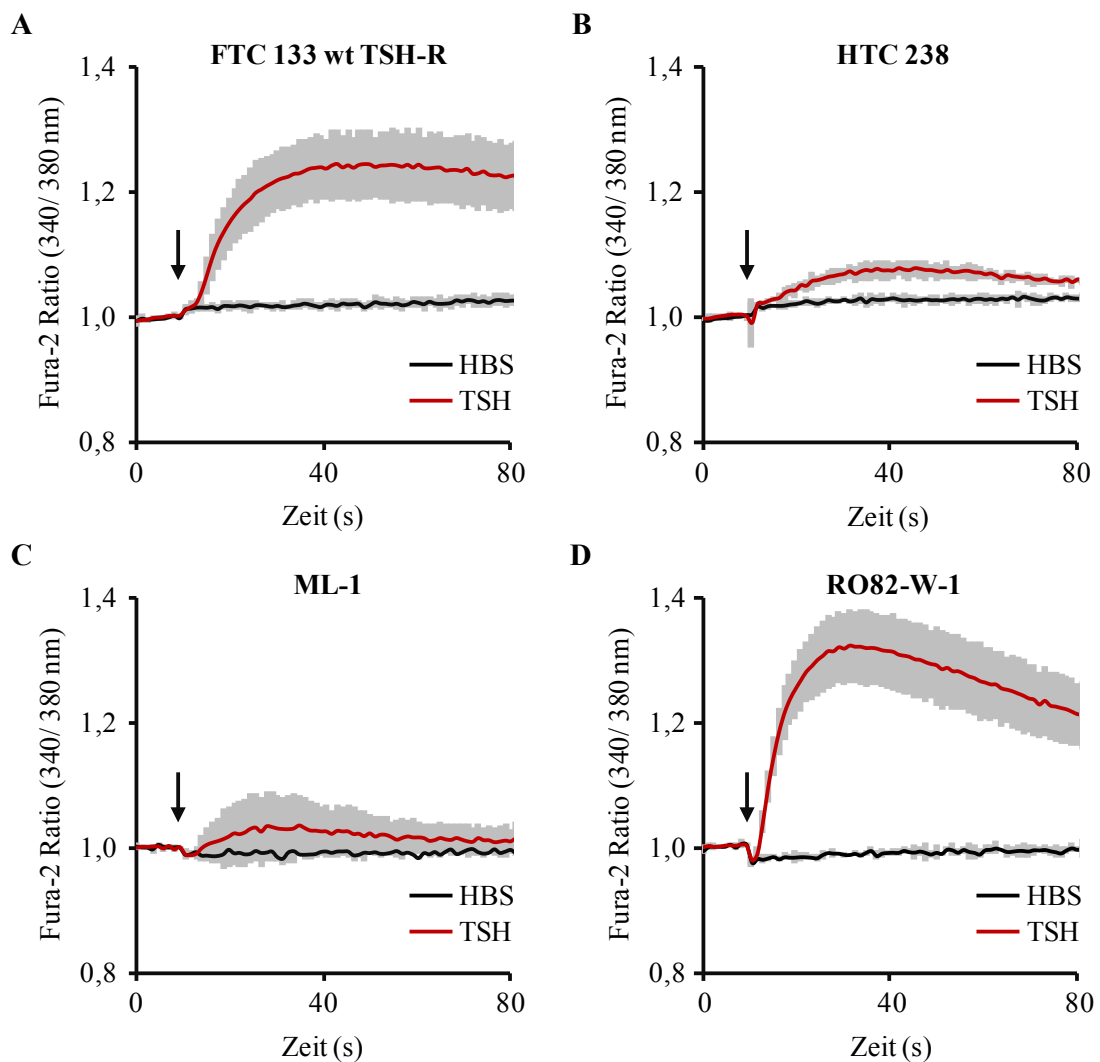 A
FTC 133 wt TSH-R
1,4
1,2
1,0
0,8
Fura-2 Ratio (340/ 380 nm)
HBS
TSH
0
40
80
Zeit (s)
B
HTC 238
1,4
1,2
1,0
0,8
Fura-2 Ratio (340/ 380 nm)
HBS
TSH
0
40
80
Zeit (s)
C
ML-1
1,4
1,2
1,0
0,8
Fura-2 Ratio (340/ 380 nm)
HBS
TSH
0
40
80
Zeit (s)
D
RO82-W-1
1,4
1,2
1,0
0,8
Fura-2 Ratio (340/ 380 nm)
HBS
TSH
0
40
80
Zeit (s)